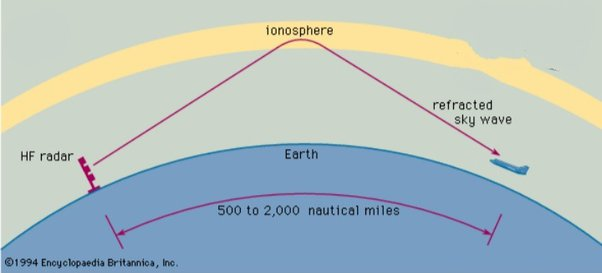 ionosphere
refracted
sky wave
HF radar
Earth
500 to 2,000 nautical miles
©1994 Encyclopaedia Britannica, Inc.